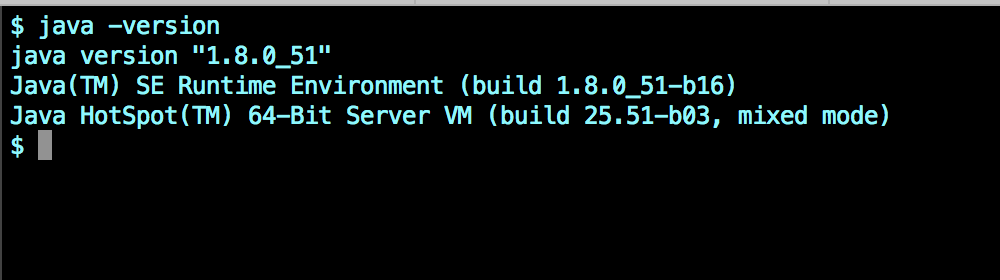 $ java -version
java version "1.8.0_51"
Java(TM) SE Runtime Environment (build 1.8.0_51-b16)
Java HotSpot(TM) 64-Bit Server VM (build 25.51-b03, mixed mode)
$